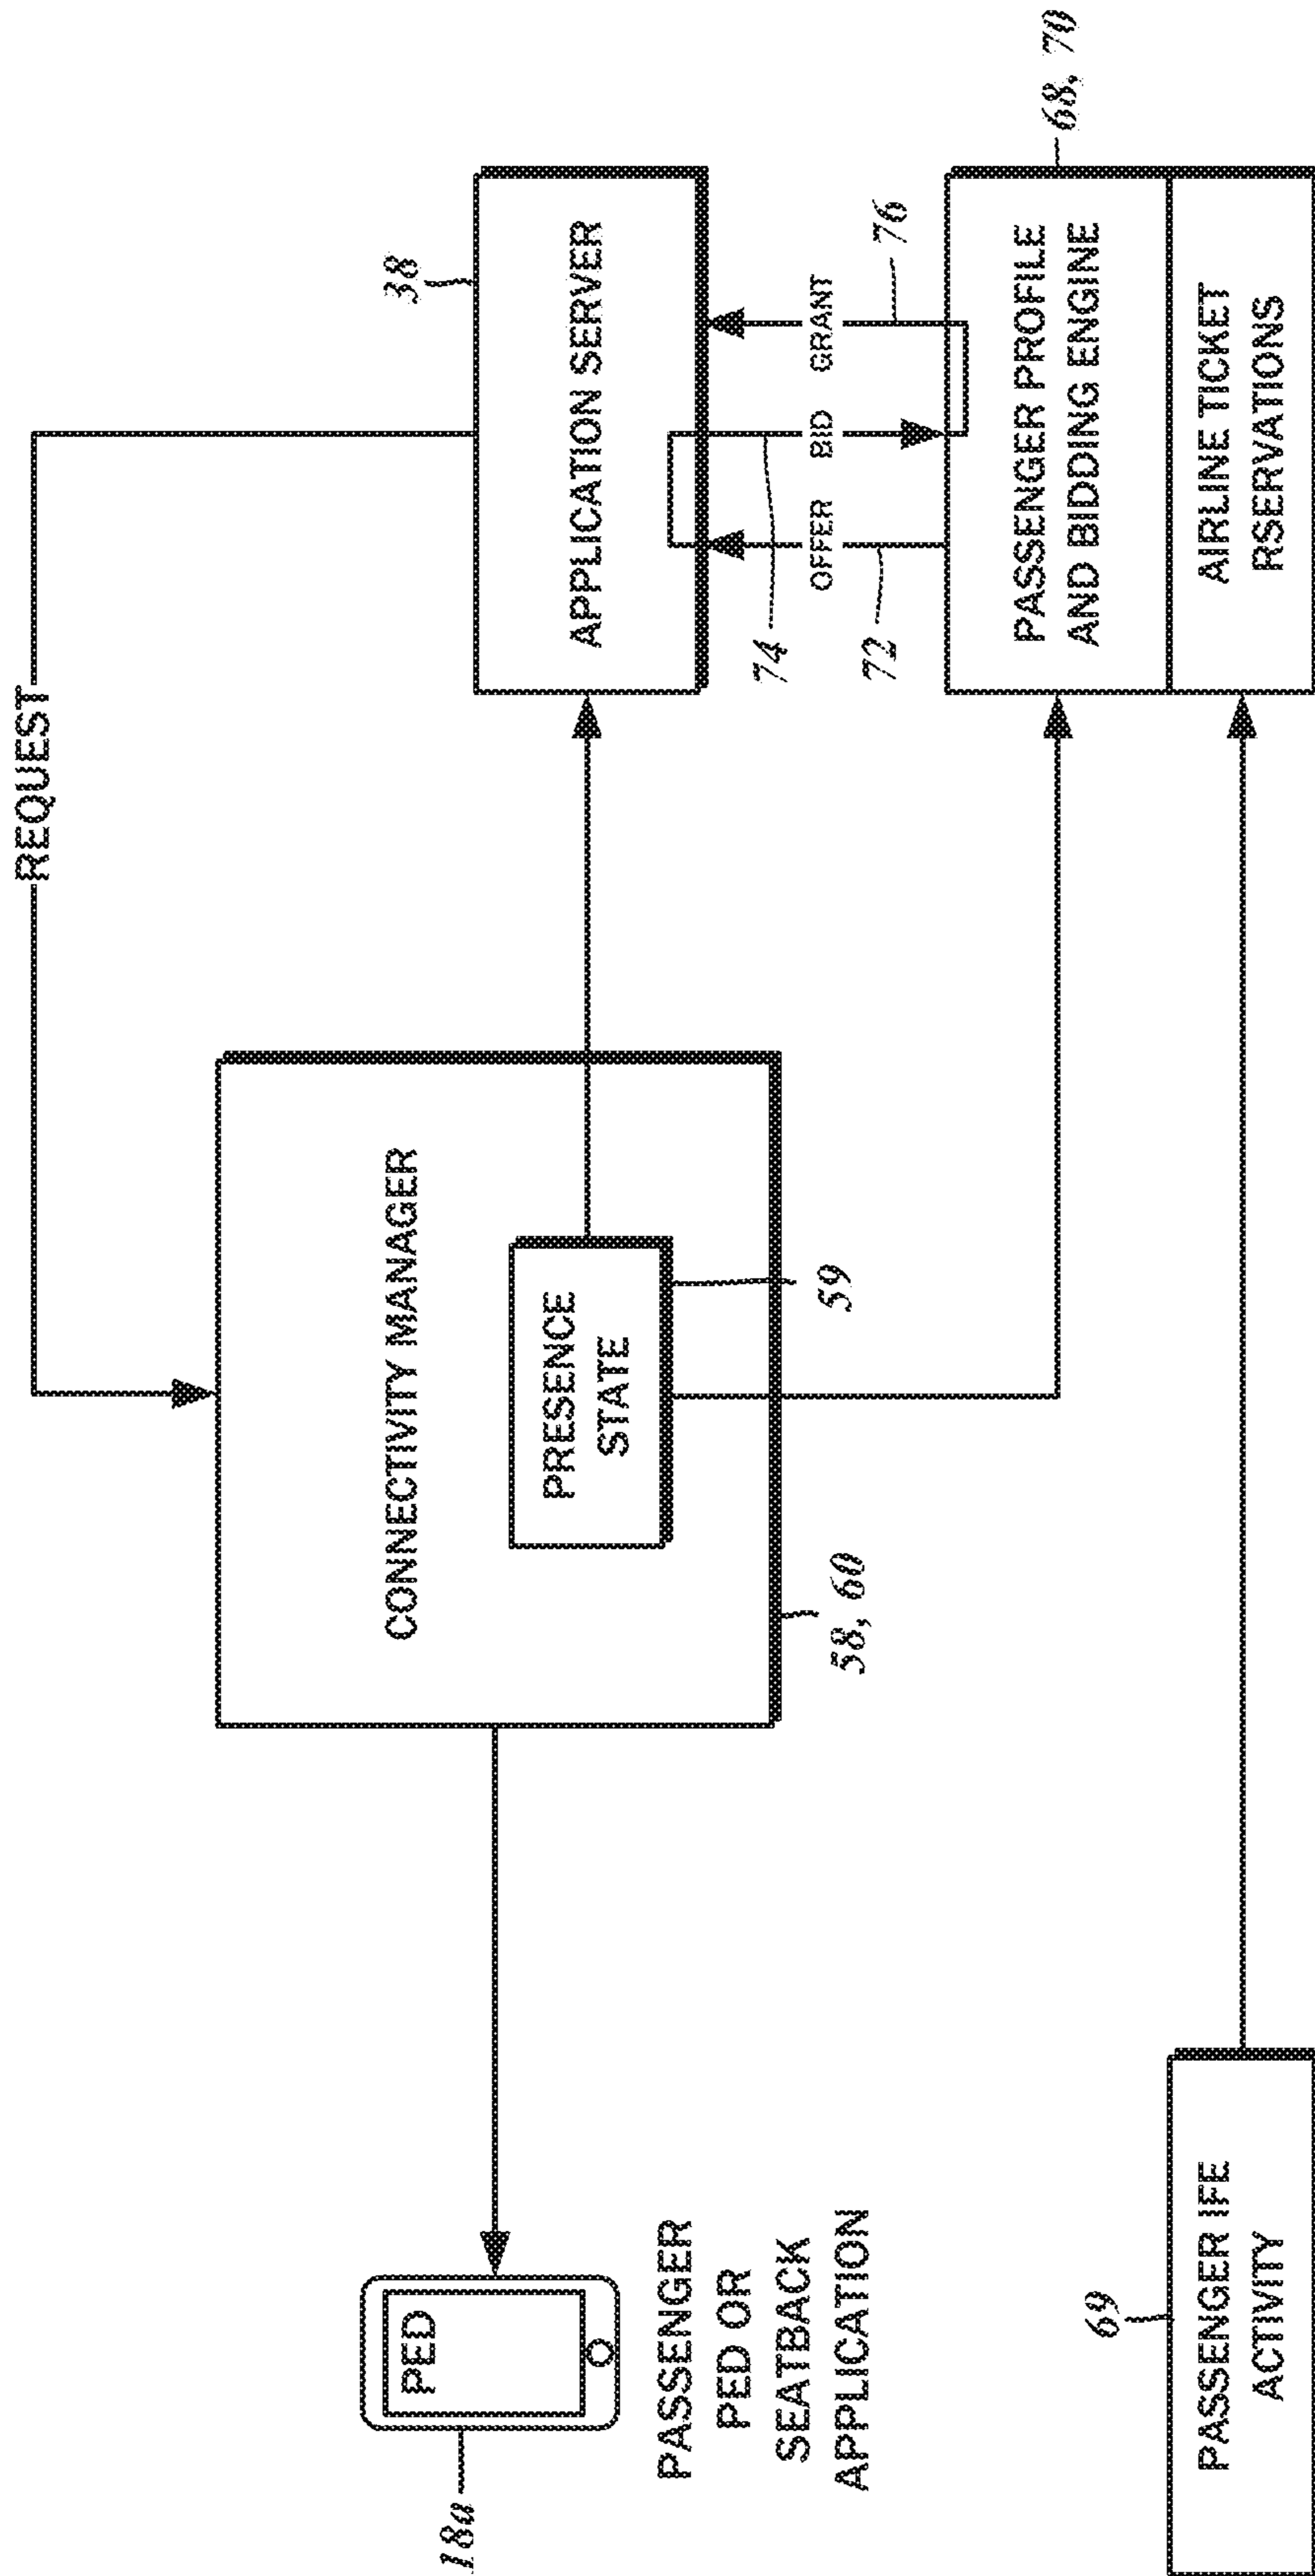 REQUEST
PED
18a
PASSENGER
PED OR
SEATBACK
APPLICATION
CONNECTIVITY MANAGER
PRESENCE
STATE
59
58, 60
38
APPLICATION SERVER
74
72
OFFER
BID
GRANT
76
PASSENGER PROFILE
AND BIDDING ENGINE
68, 70
AIRLINE TICKET
RSERVATIONS
69
PASSENGER IFE
ACTIVITY